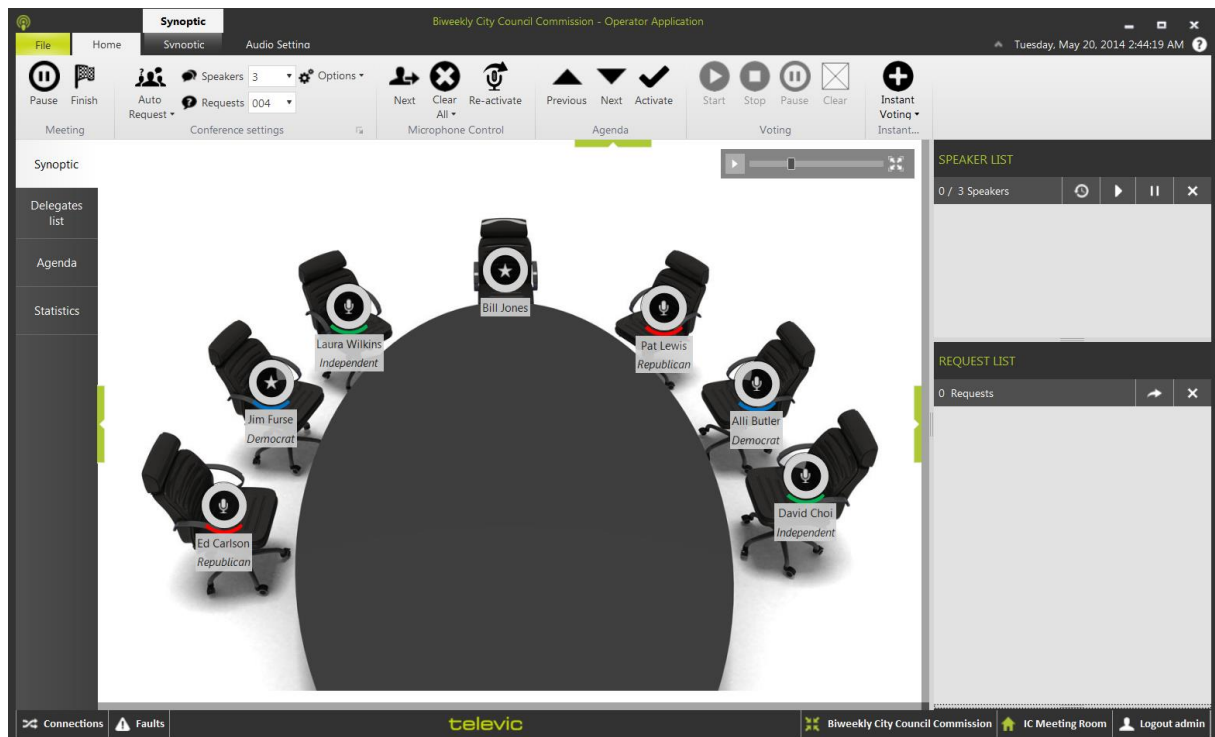 Synoptic
Biweekly City Council Commission - Operator Application
File
Home
Synoptic
Audio Setting
Tuesday, May 20, 2014 2:44:19 AM
?
Pause
Finish
Meeting
Auto
Request
Speakers 3
Requests 004
Options
Conference settings
Next
Clear
All
Re-activate
Microphone Control
Previous
Next
Activate
Agenda
Start
Stop
Pause
Clear
Voting
Instant
Voting
Instant...
Synoptic
Delegates
list
Agenda
Statistics
Bill Jones
Laura Wilkins
Independent
Pat Lewis
Republican
Jim Furse
Democrat
Alli Butler
Democrat
Ed Carlson
Republican
David Choi
Independent
SPEAKER LIST
0 / 3 Speakers
REQUEST LIST
0 Requests
Connections
Faults
televic
Biweekly City Council Commission
IC Meeting Room
Logout admin